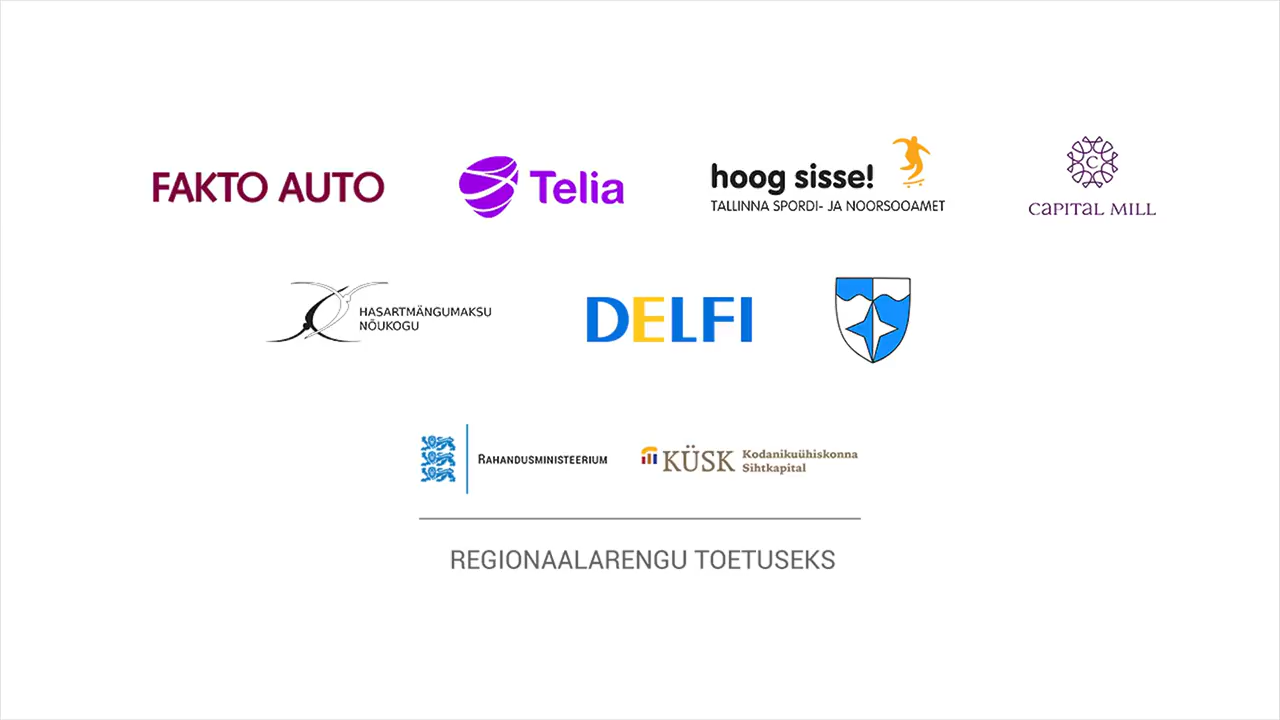 FAKTO AUTO
Telia
hoog sisse!
TALLINNA SPORDI- JA NOORSOOAMET
C
CAPITAL MILL
HASARTMÄNGUMAKSU
NÕUKOGU
DELFI
RAHANDUSMINISTEERIUM
KÜSK
Kodanikuühiskonna
Sihtkapital
REGIONAALARENGU TOETUSEKS